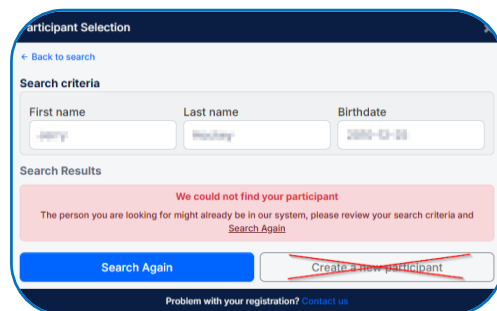 articipant Selection
← Back to search
Search criteria
First name Last name Birthdate
Search Results
We could not find your participant
The person you are looking for might already be in our system, please review your search criteria and
Search Again
Search Again Create a new participant
Problem with your registration? Contact us